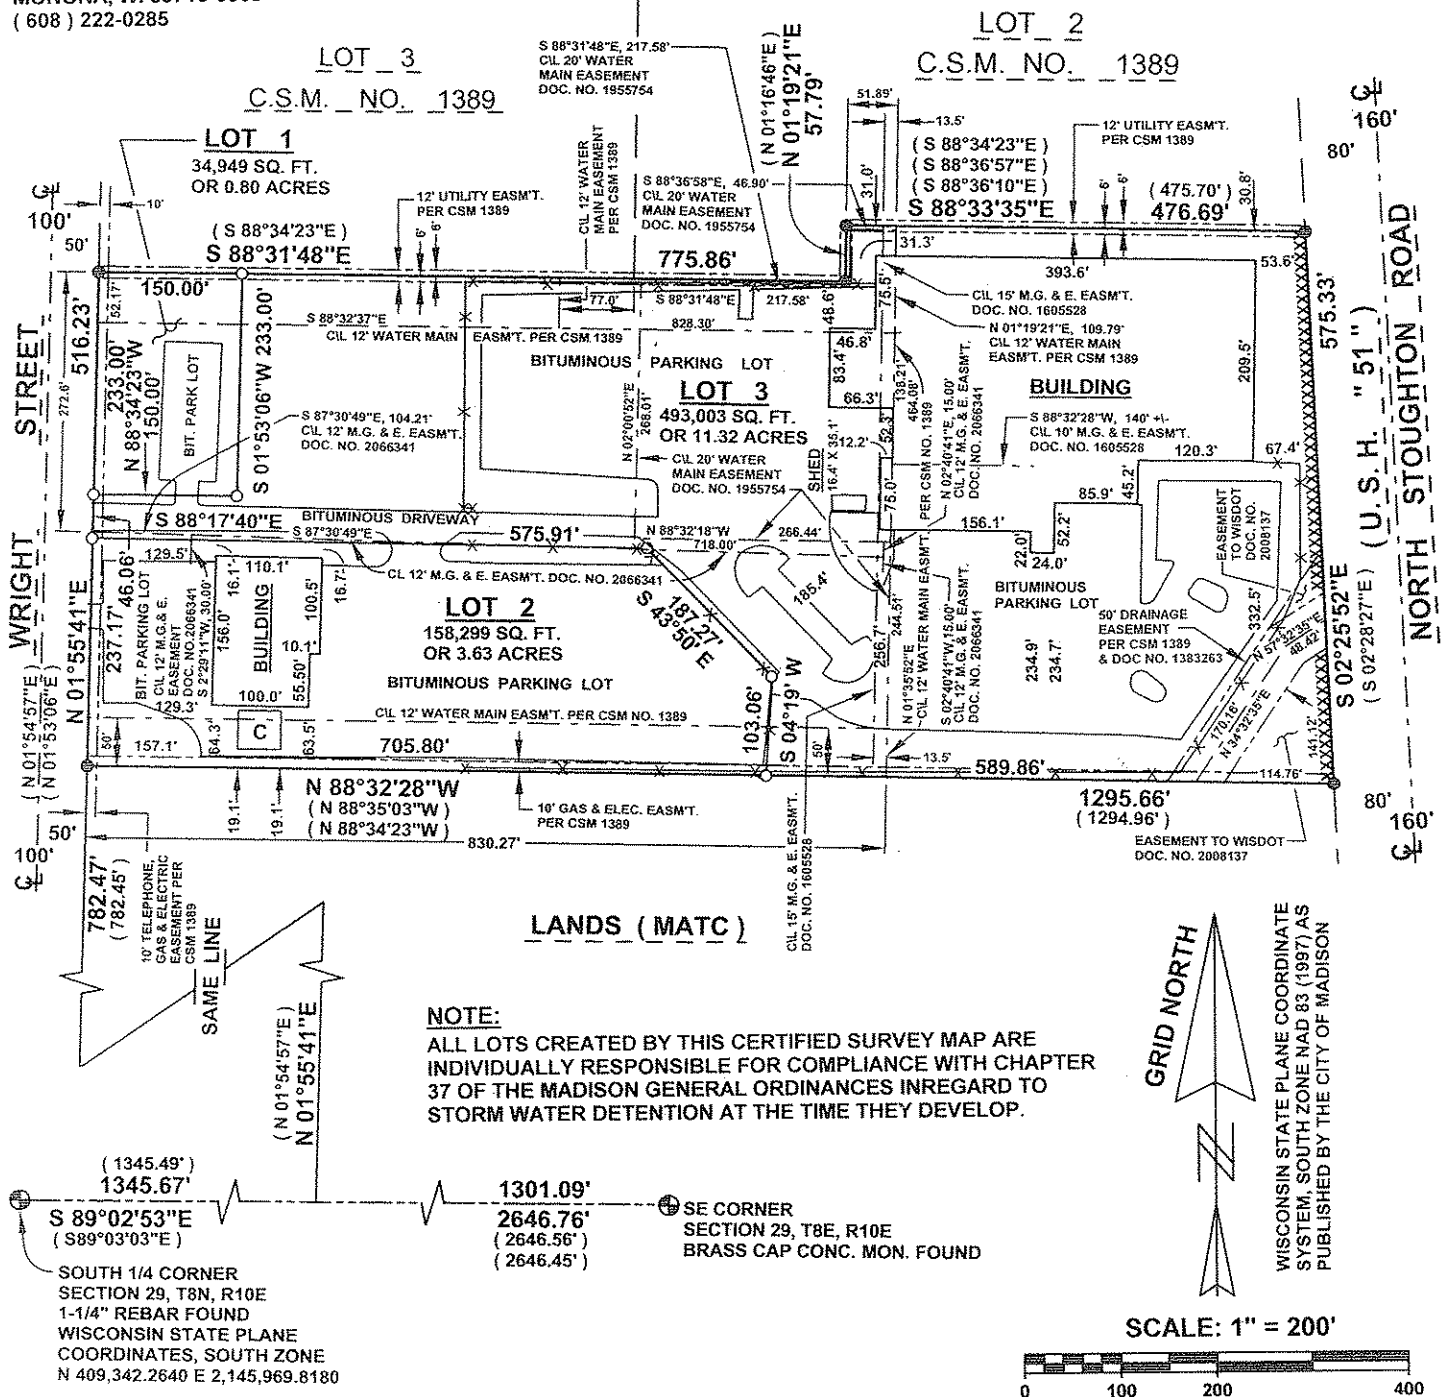 ( 608 ) 222-0285
LOT 3
C.S.M. NO. 1389
LOT 2
C.S.M. NO. 1389
S 88°31'48"E, 217.58'
C\L 20' WATER
MAIN EASEMENT
DOC. NO. 1955754
( N 01°16'46"E )
N 01°19'21"E
57.79'
51.89'
13.5'
12' UTILITY EASM'T.
PER CSM 1389
160'
80'
LOT 1
34,949 SQ. FT.
OR 0.80 ACRES
C\L 12' WATER
MAIN EASEMENT
PER CSM 1389
( S 88°34'23"E )
( S 88°36'57"E )
( S 88°36'10"E )
S 88°33'35"E
( 475.70' )
476.69'
30.8'
6'
6'
100'
50'
10'
12' UTILITY EASM'T.
PER CSM 1389
6'
6'
S 88°36'58"E, 46.90'
C\L 20' WATER
MAIN EASEMENT
DOC. NO. 1955754
31.0'
31.3'
( S 88°34'23"E )
S 88°31'48"E
775.86'
393.6'
53.6'
150.00'
52.17'
77.0'
S 88°31'48"E
217.58'
48.6'
75.5'
C\L 15' M.G. & E. EASM'T.
DOC. NO. 1605528
S 88°32'37"E
828.30'
C\L 12' WATER MAIN EASM'T. PER CSM 1389
N 01°19'21"E, 109.79'
C\L 12' WATER MAIN
EASM'T. PER CSM 1389
516.23'
272.6'
233.00'
N 88°34'23"W
150.00'
BIT. PARK LOT
S 01°53'06"W 233.00'
BITUMINOUS PARKING LOT
46.8'
83.4'
66.3'
138.21'
464.08'
209.5'
575.33'
LOT 3
493,003 SQ. FT.
OR 11.32 ACRES
BUILDING
S 87°30'49"E, 104.21'
C\L 12' M.G. & E. EASM'T.
DOC. NO. 2066341
N 02°00'52"E
268.01'
C\L 20' WATER
MAIN EASEMENT
DOC. NO. 1955754
SHED
16.4' X 35.1'
12.2'
52.3'
75.0'
PER CSM NO. 1389
N 02°40'41"E, 15.00'
C\L 12' M.G. & E. EASM'T.
DOC. NO. 2066341
S 88°32'28"W, 140' +\-
C\L 10' M.G. & E. EASM'T.
DOC. NO. 1605528
120.3'
67.4'
45.2'
85.9'
WRIGHT STREET
NORTH STOUGHTON ROAD
( U.S.H. " 51 " )
BITUMINOUS DRIVEWAY
S 88°17'40"E
S 87°30'49"E
575.91'
N 88°32'18"W
718.00'
266.44'
156.1'
22.0'
24.0'
52.2'
EASEMENT
TO WISDOT
DOC. NO.
2008137
46.06'
129.5'
16.1'
110.1'
16.7'
CL 12' M.G. & E. EASM'T. DOC. NO. 2066341
N 01°55'41"E
237.17'
BIT. PARKING LOT
C\L 12' M.G. & E.
EASEMENT
DOC. NO.2066341
S 2°29'11"W, 30.00'
156.0'
BUILDING
100.5'
10.1'
55.50'
100.0'
LOT 2
158,299 SQ. FT.
OR 3.63 ACRES
BITUMINOUS PARKING LOT
187.27'
S 43°50' E
185.4'
256.7'
244.51'
N 01°35'52"E
C\L 12' WATER MAIN EASM'T.
S 02°40'41"W,15.00'
C\L 12' M.G. & E. EASM'T.
DOC. NO. 2066341
BITUMINOUS
PARKING LOT
50' DRAINAGE
EASEMENT
PER CSM 1389
& DOC NO. 1383263
234.9'
234.7'
332.5'
N 57°32'35"E
48.42'
170.16'
N 34°32'35"E
141.12'
S 02°25'52"E
( S 02°28'27"E )
129.3'
( N 01°54'57"E )
( N 01°53'06"E )
C\L 12' WATER MAIN EASM'T. PER CSM NO. 1389
103.06'
S 04°19' W
50'
157.1'
64.3'
C
63.5'
705.80'
50'
13.5'
589.86'
114.76'
N 88°32'28"W
( N 88°35'03"W )
( N 88°34'23"W )
19.1'
19.1'
10' GAS & ELEC. EASM'T.
PER CSM 1389
830.27'
1295.66'
( 1294.96' )
80'
160'
50'
100'
EASEMENT TO WISDOT
DOC. NO. 2008137
C\L 15' M.G. & E. EASM'T.
DOC. NO. 1605528
782.47'
( 782.45' )
10' TELEPHONE,
GAS & ELECTRIC
EASEMENT PER
CSM 1389
SAME LINE
LANDS ( MATC )
( N 01°54'57"E )
N 01°55'41"E
NOTE:
ALL LOTS CREATED BY THIS CERTIFIED SURVEY MAP ARE
INDIVIDUALLY RESPONSIBLE FOR COMPLIANCE WITH CHAPTER
37 OF THE MADISON GENERAL ORDINANCES INREGARD TO
STORM WATER DETENTION AT THE TIME THEY DEVELOP.
GRID NORTH
N
WISCONSIN STATE PLANE COORDINATE
SYSTEM, SOUTH ZONE NAD 83 (1997) AS
PUBLISHED BY THE CITY OF MADISON
( 1345.49' )
1345.67'
S 89°02'53"E
( S89°03'03"E )
1301.09'
2646.76'
( 2646.56' )
( 2646.45' )
SE CORNER
SECTION 29, T8E, R10E
BRASS CAP CONC. MON. FOUND
SOUTH 1/4 CORNER
SECTION 29, T8N, R10E
1-1/4" REBAR FOUND
WISCONSIN STATE PLANE
COORDINATES, SOUTH ZONE
N 409,342.2640 E 2,145,969.8180
SCALE: 1" = 200'
0 100 200 400